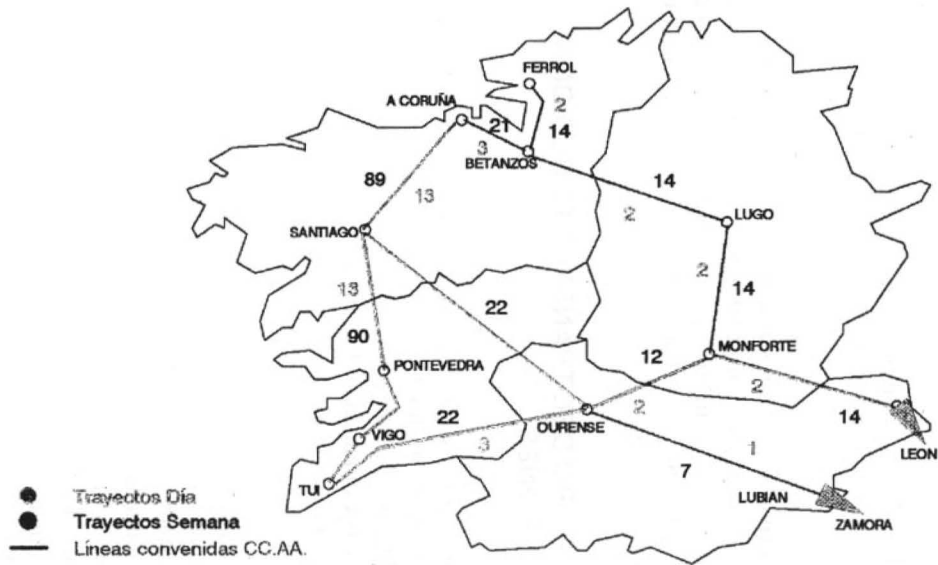 FERROL
A CORUÑA
2
21
14
3
BETANZOS
89
13
14
2
LUGO
SANTIAGO
2
13
22
14
90
12
MONTEFORTE
PONTEVEDRA
2
22
2
14
OURENSE
VIGO
3
1
LEON
7
TUI
LUBIAN
ZAMORA
Trayectos Día
Trayectos Semana
Líneas convenidas CC.AA.